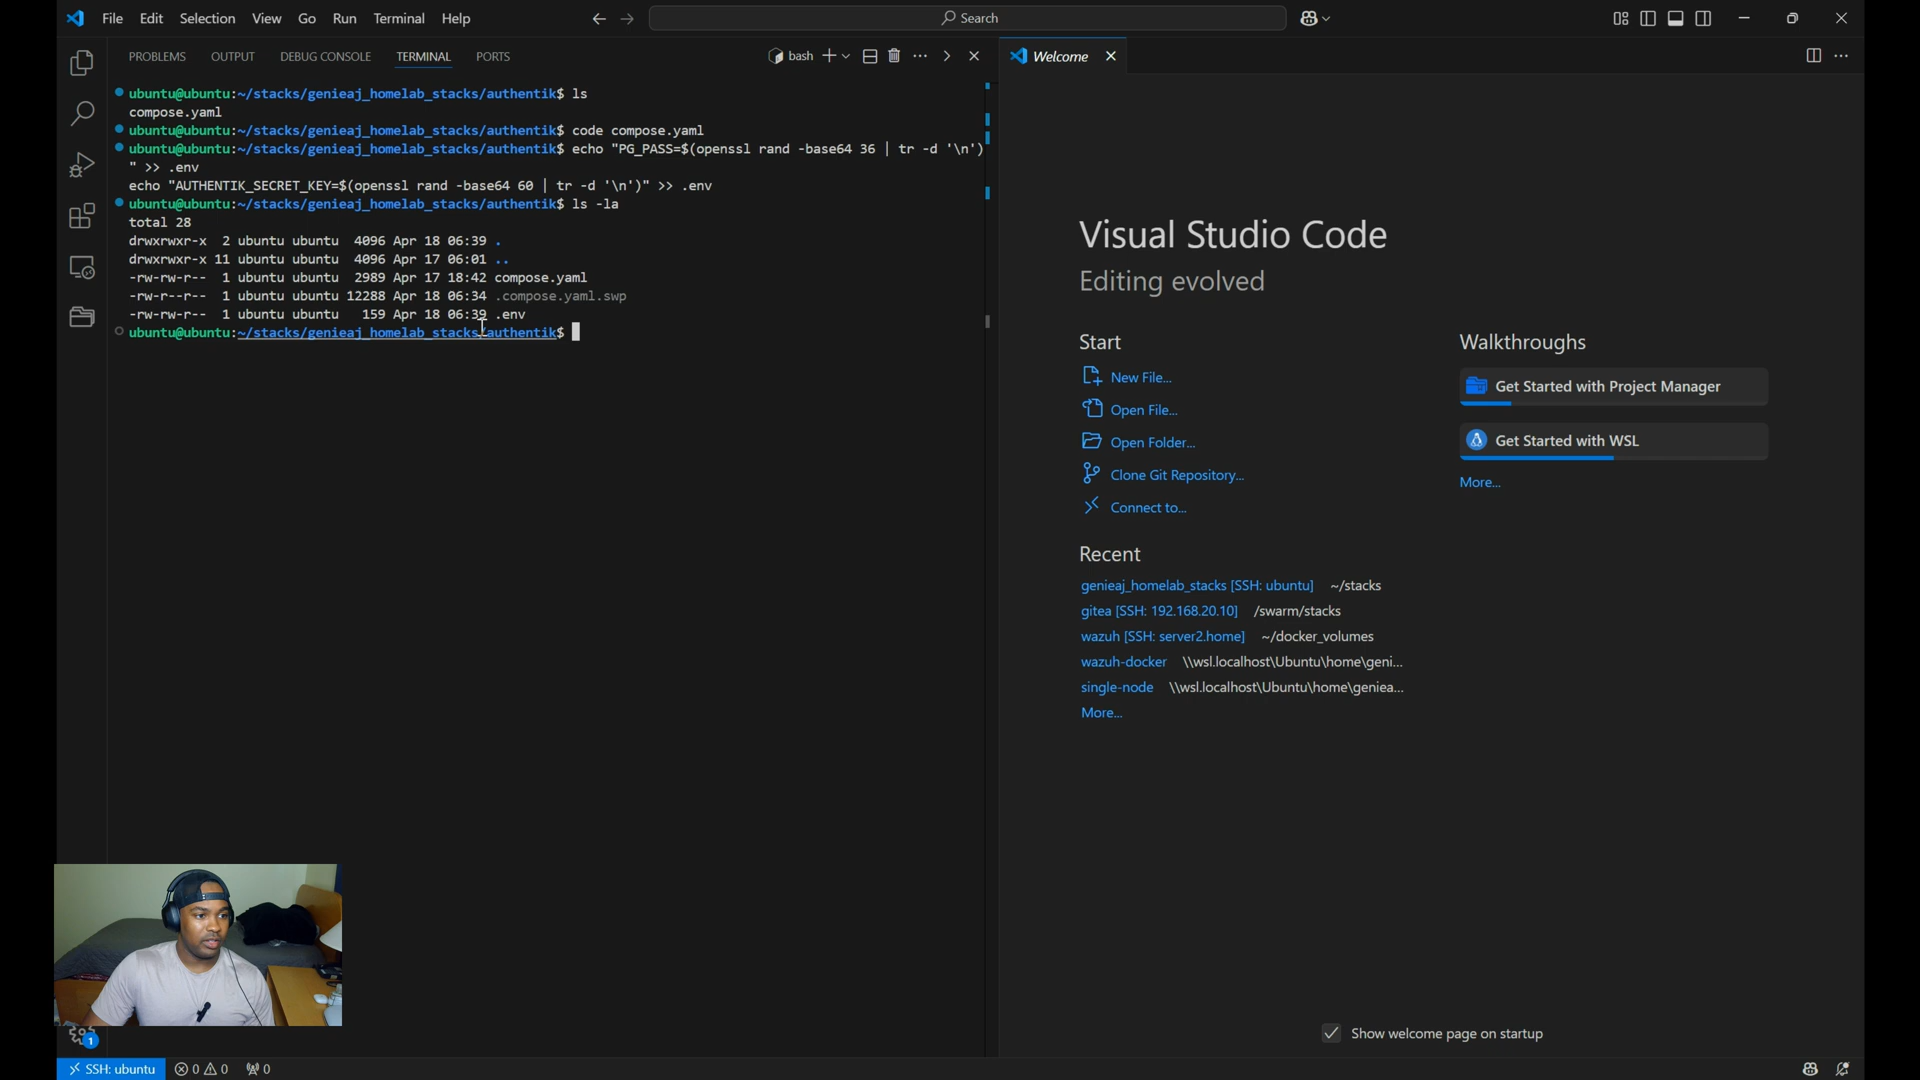 File Edit Selection View Go Run Terminal Help
Search
PROBLEMS OUTPUT DEBUG CONSOLE TERMINAL PORTS
bash
ubuntu@ubuntu:~/stacks/genieaj_homelab_stacks/authentik$ ls
compose.yaml
ubuntu@ubuntu:~/stacks/genieaj_homelab_stacks/authentik$ code compose.yaml
ubuntu@ubuntu:~/stacks/genieaj_homelab_stacks/authentik$ echo "PG_PASS=$(openssl rand -base64 36 | tr -d '\n')
" >> .env
echo "AUTHENTIK_SECRET_KEY=$(openssl rand -base64 60 | tr -d '\n')" >> .env
ubuntu@ubuntu:~/stacks/genieaj_homelab_stacks/authentik$ ls -la
total 28
drwxrwxr-x 2 ubuntu ubuntu 4096 Apr 18 06:39 .
drwxrwxr-x 11 ubuntu ubuntu 4096 Apr 17 06:01 ..
-rw-rw-r-- 1 ubuntu ubuntu 2989 Apr 17 18:42 compose.yaml
-rw-r--r-- 1 ubuntu ubuntu 12288 Apr 18 06:34 .compose.yaml.swp
-rw-rw-r-- 1 ubuntu ubuntu 159 Apr 18 06:39 .env
ubuntu@ubuntu:~/stacks/genieaj_homelab_stacks/authentik$
Welcome
Visual Studio Code
Editing evolved
Start
New File...
Open File...
Open Folder...
Clone Git Repository...
Connect to...
Recent
genieaj_homelab_stacks [SSH: ubuntu] ~/stacks
gitea [SSH: 192.168.20.10] /swarm/stacks
wazuh [SSH: server2.home] ~/docker_volumes
wazuh-docker \\wsl.localhost\Ubuntu\home\geni...
single-node \\wsl.localhost\Ubuntu\home\geniea...
More...
Walkthroughs
Get Started with Project Manager
Get Started with WSL
More...
Show welcome page on startup
1
SSH: ubuntu 0 0 0